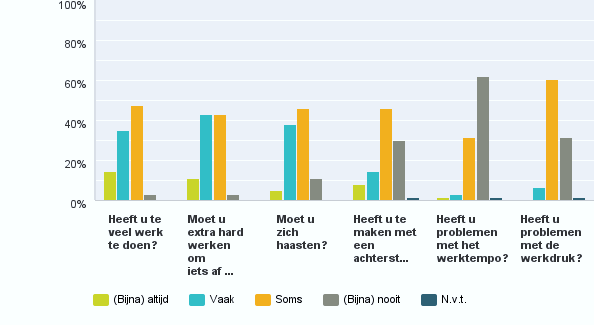 100%
80%
60%
40%
20%
0%
Heeft u te
veel werk
te doen?
Moet u
extra hard
werken
om
iets af ...
Moet u
zich
haasten?
Heeft u te
maken met
een
achterst...
Heeft u
problemen
met het
werktempo?
Heeft u
problemen
met de
werkdruk?
(Bijna) altijd
Vaak
Soms
(Bijna) nooit
N.v.t.